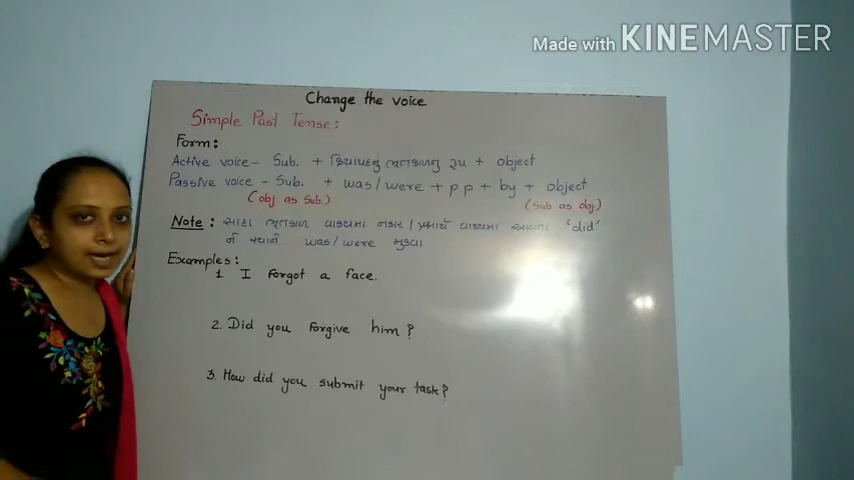 Made with KINEMASTER
Change the voice
Simple Past Tense:
Form:
Active voice - Sub. + ક્રિયાપદનું ભૂતકાળનું રૂપ + object
Passive voice - Sub. + was/were + pp + by + object
(obj as Sub.) (Sub as obj)
Note: સાદા ભૂતકાળ વાક્યમા નકાર/પ્રશ્નાર્થ વાક્યમા આવતા 'did'
ને સ્થાને was/were મુકવા
Examples:
1. I forgot a face.
2. Did you forgive him?
3. How did you submit your task?